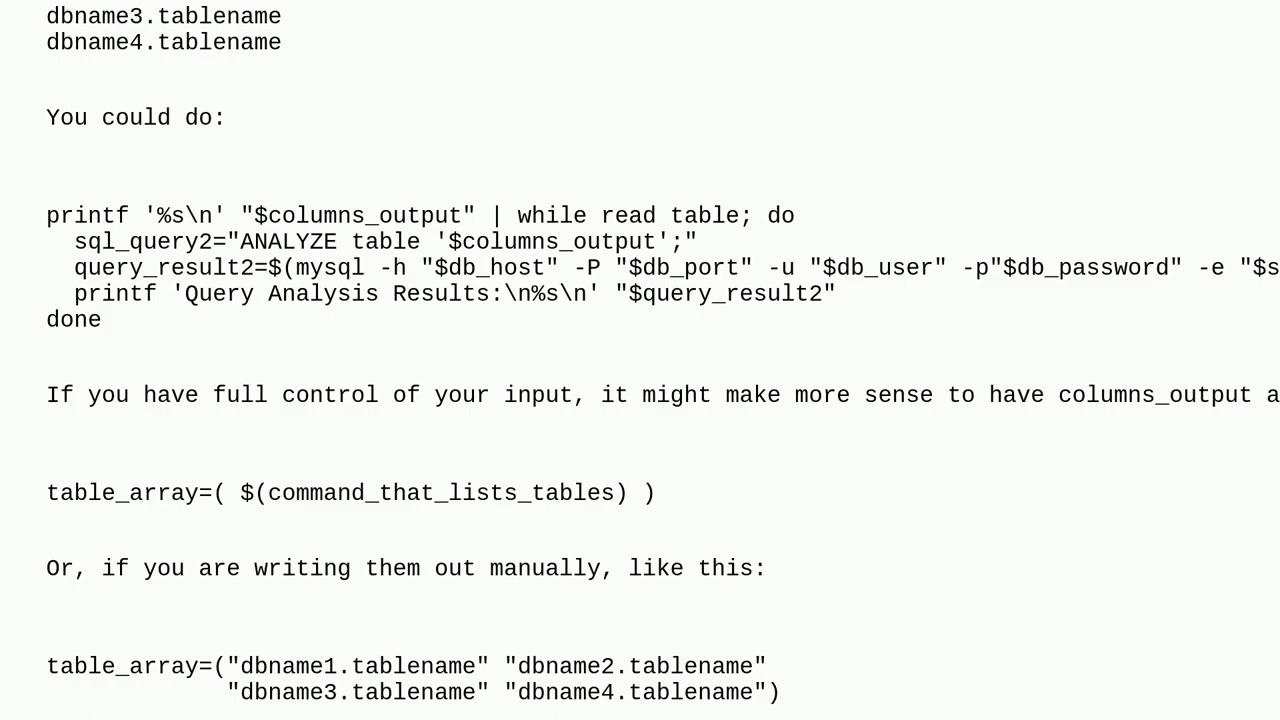 dbname3.tablename
dbname4.tablename
You could do:
printf '%s\n' "$columns_output" | while read table; do
  sql_query2="ANALYZE table '$columns_output';"
  query_result2=$(mysql -h "$db_host" -P "$db_port" -u "$db_user" -p"$db_password" -e "$s
  printf 'Query Analysis Results:\n%s\n' "$query_result2"
done
If you have full control of your input, it might make more sense to have columns_output a
table_array=( $(command_that_lists_tables) )
Or, if you are writing them out manually, like this:
table_array=("dbname1.tablename" "dbname2.tablename"
             "dbname3.tablename" "dbname4.tablename")